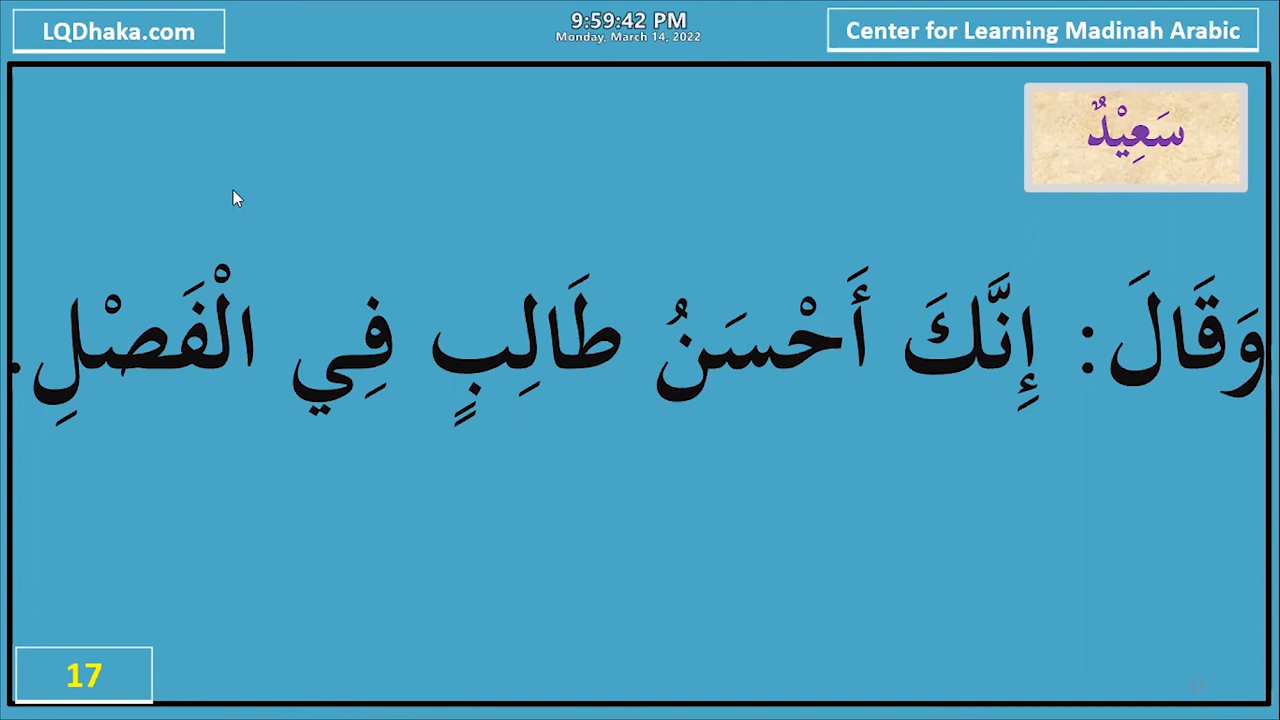 LQDhaka.com
9:59:42 PM
Monday, March 14, 2022
Center for Learning Madinah Arabic
سَعِيْدٌ
وَقَالَ: إِنَّكَ أَحْسَنُ طَالِبٍ فِي الْفَصْلِ.
17
17